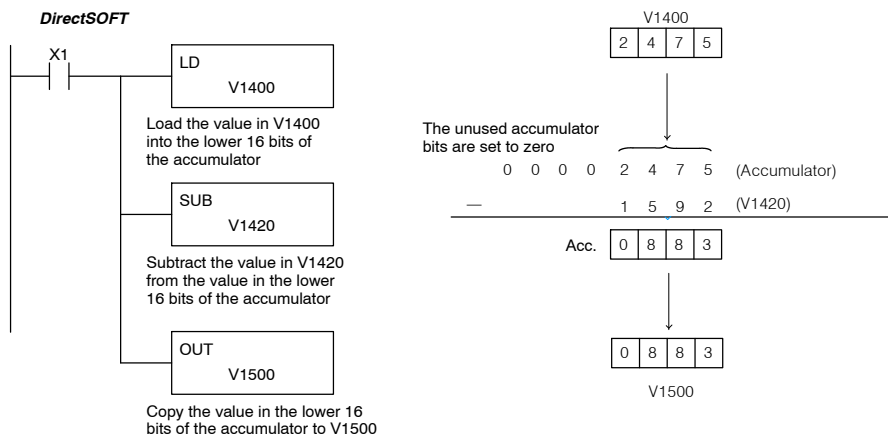 DirectSOFT
X1
LD
V1400
Load the value in V1400
into the lower 16 bits of
the accumulator
SUB
V1420
Subtract the value in V1420
from the value in the lower
16 bits of the accumulator
OUT
V1500
Copy the value in the lower 16
bits of the accumulator to V1500
V1400
2 4 7 5
The unused accumulator
bits are set to zero
0 0 0 0 2 4 7 5 (Accumulator)
— 1 5 9 2 (V1420)
Acc. 0 8 8 3
0 8 8 3
V1500